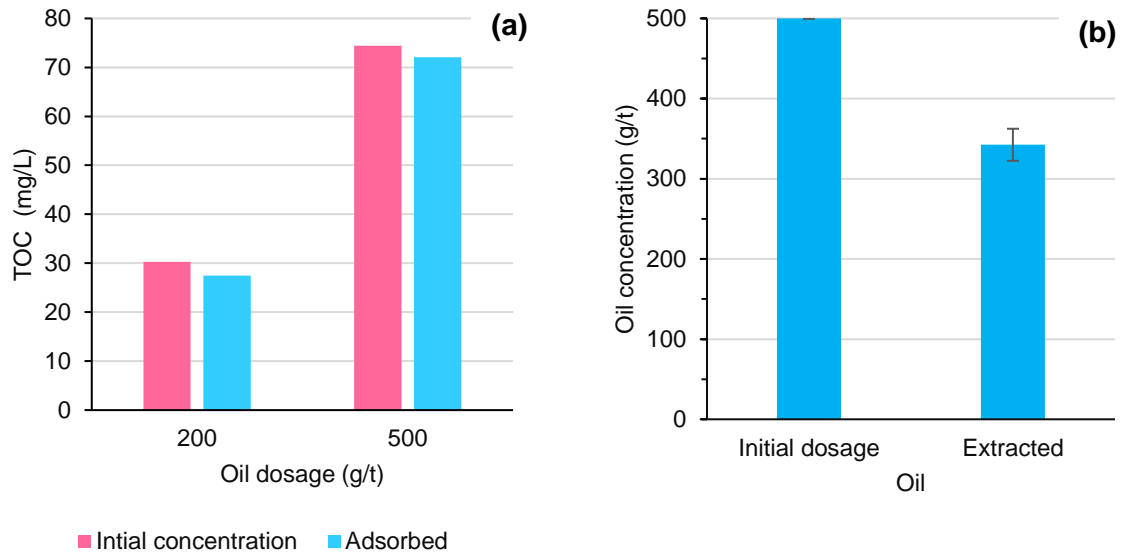 (a)
TOC  (mg/L)
80
70
60
50
40
30
20
10
0
200 500
Oil dosage (g/t)
Intial concentration Adsorbed
(b)
Oil concentration (g/t)
500
400
300
200
100
0
Initial dosage Extracted
Oil